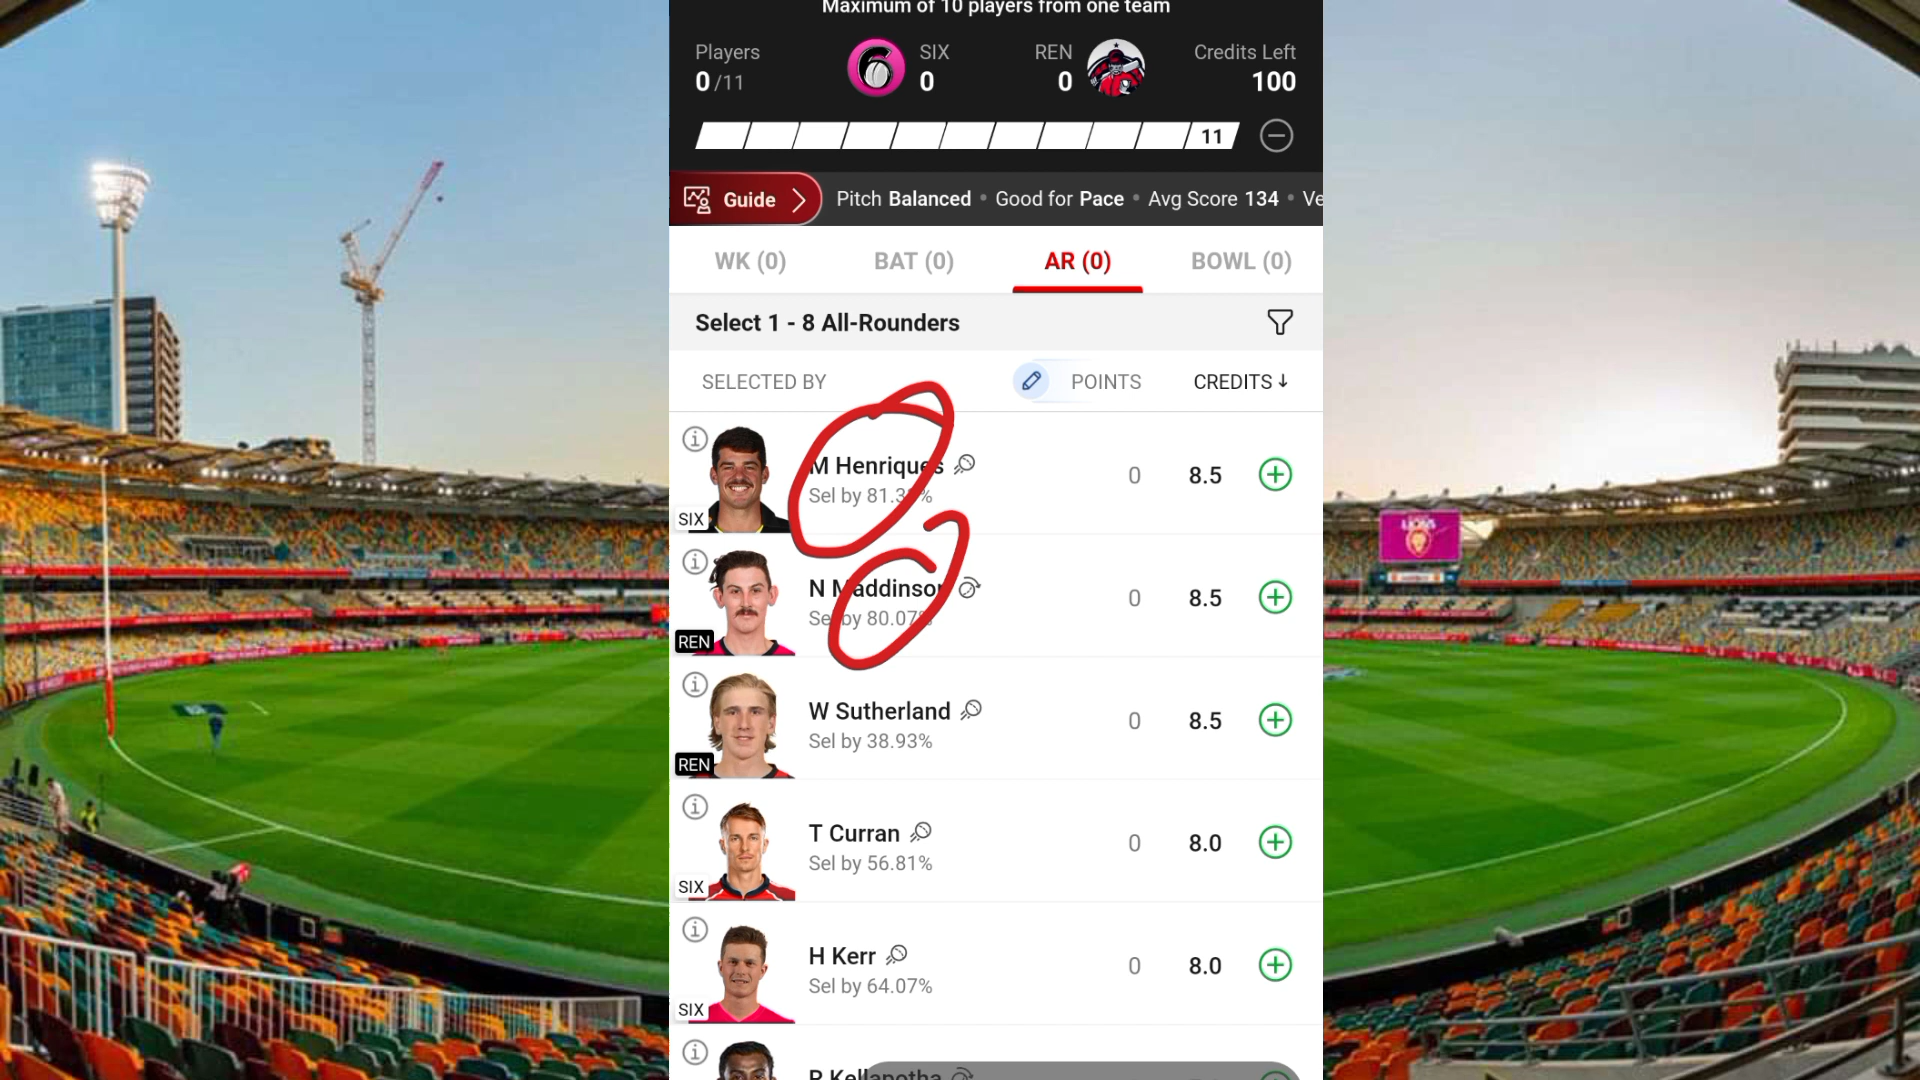 Maximum of 10 players from one team
Players SIX REN Credits Left
0/11 0 0 100
11
Guide Pitch Balanced • Good for Pace • Avg Score 134 • Ve
WK (0) BAT (0) AR (0) BOWL (0)
Select 1 - 8 All-Rounders
SELECTED BY POINTS CREDITS↓
M Henriques 0 8.5
Sel by 81.3 %
SIX
N Maddinson 0 8.5
Sel by 80.07%
REN
W Sutherland 0 8.5
Sel by 38.93%
REN
T Curran 0 8.0
Sel by 56.81%
SIX
H Kerr 0 8.0
Sel by 64.07%
SIX
LIONS